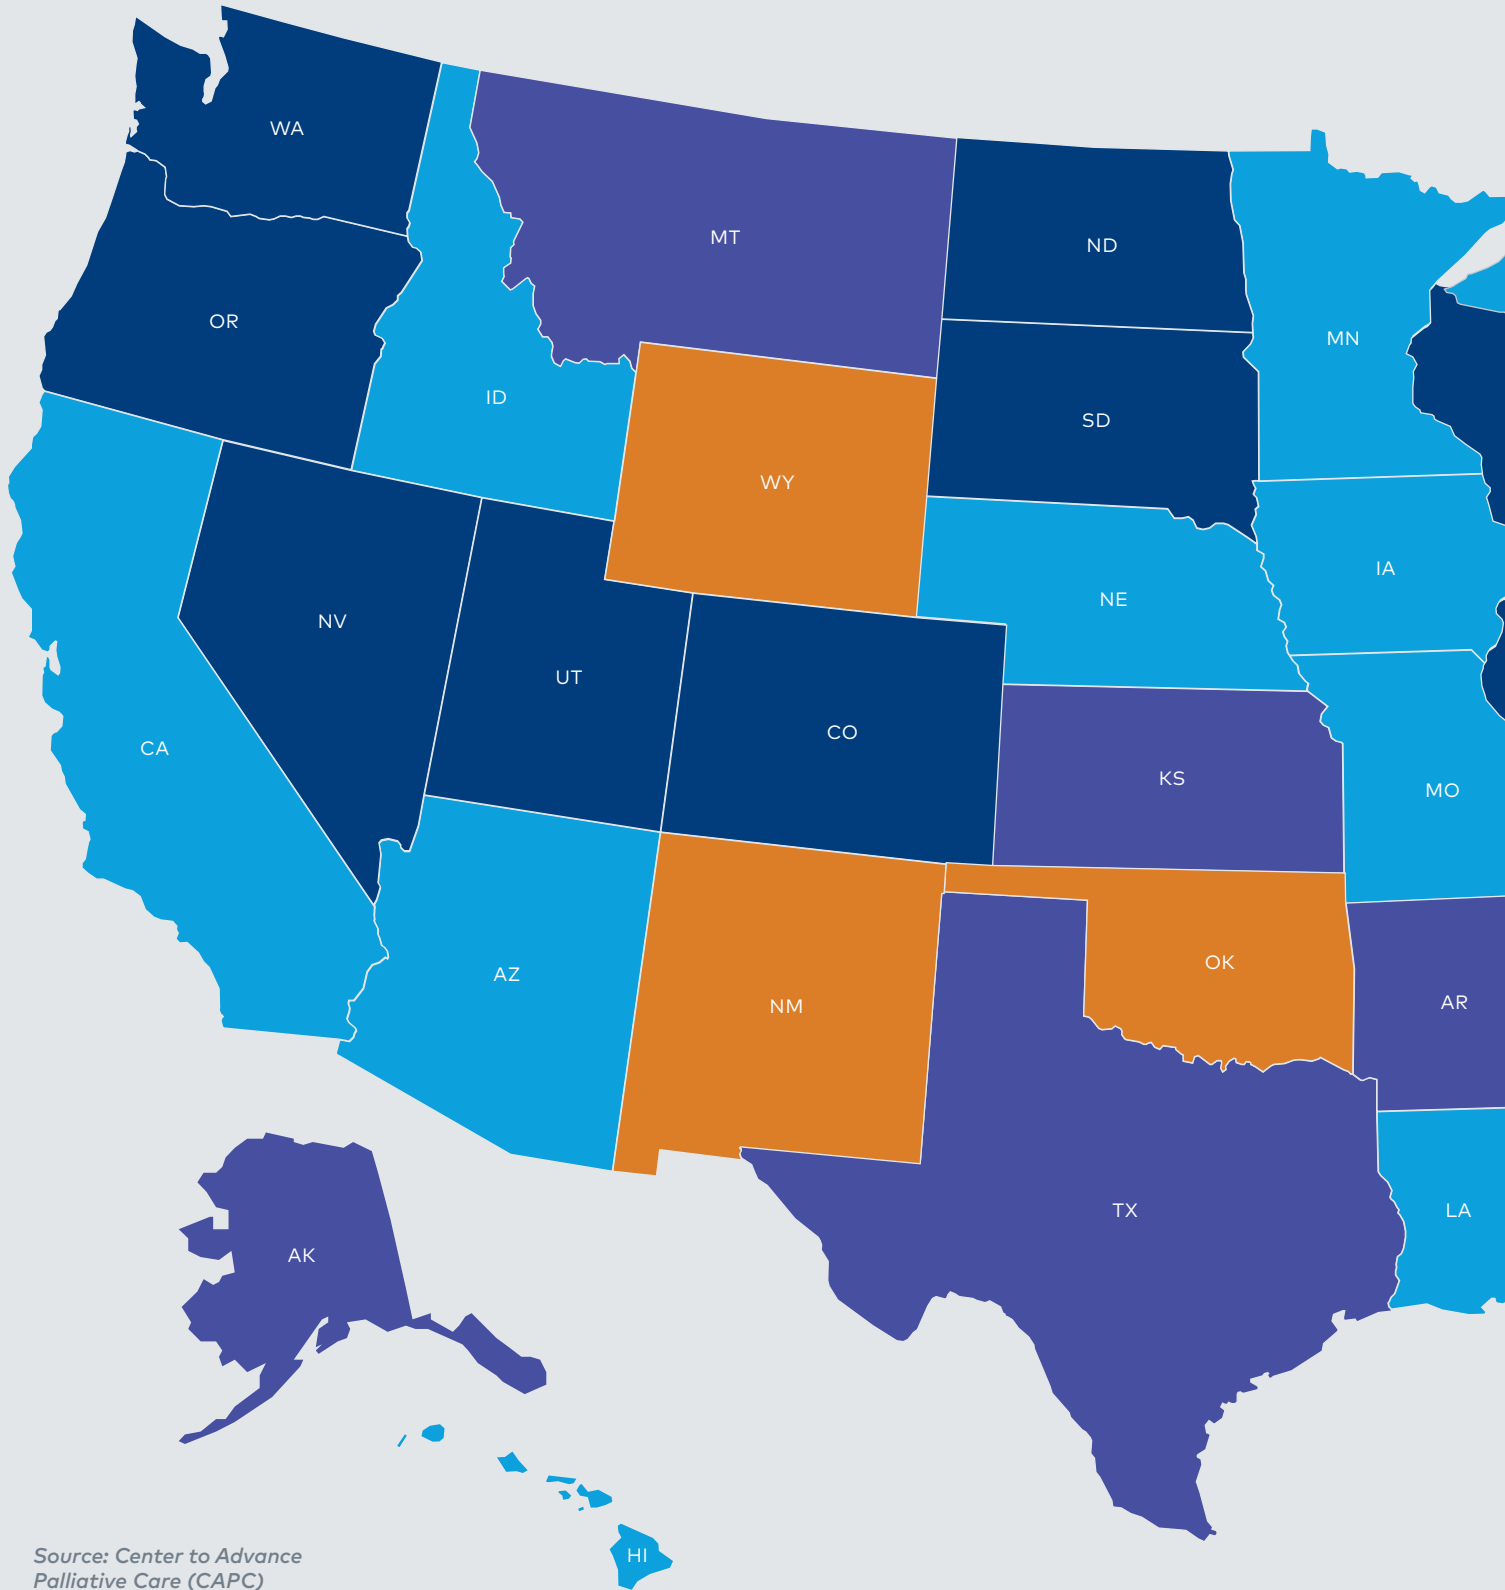 WA
MT
ND
OR
MN
ID
SD
WY
IA
NE
NV
UT
CO
CA
KS
MO
OK
AZ
AR
NM
TX
LA
AK
HI
Source: Center to Advance
Palliative Care (CAPC)